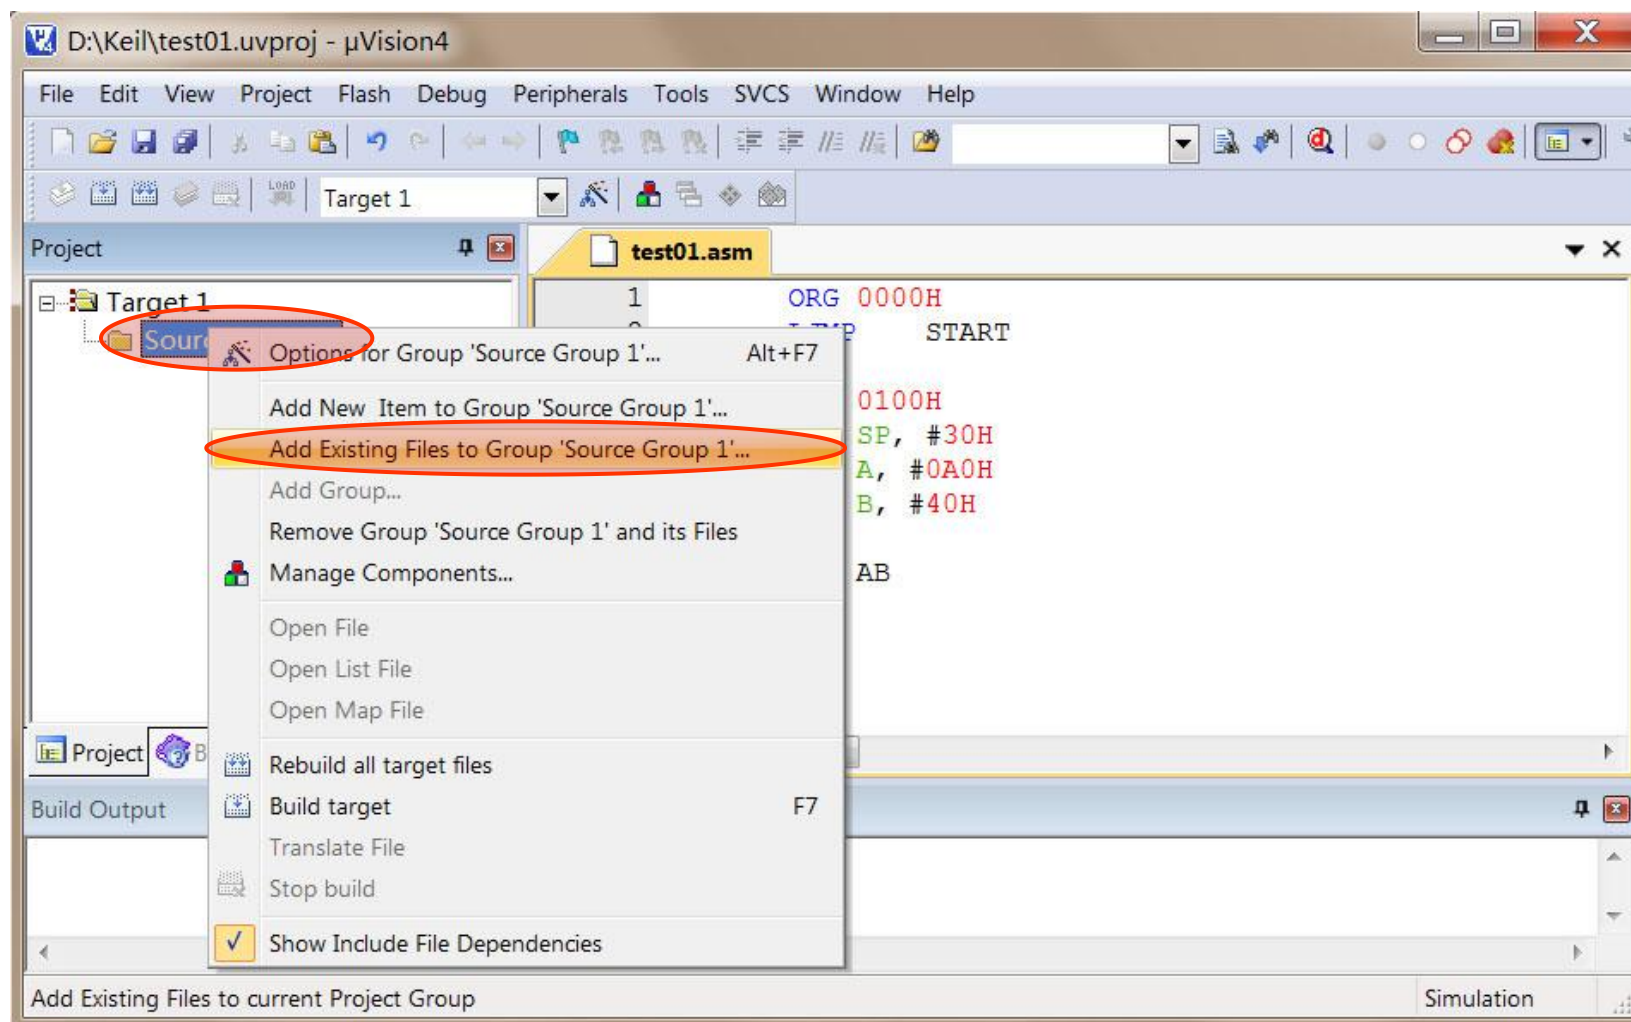 D:\Keil\test01.uvproj - µVision4
File Edit View Project Flash Debug Peripherals Tools SVCS Window Help
LOAD Target 1
Project
test01.asm
Target 1
Sour
1 ORG 0000H
START
Options for Group 'Source Group 1'... Alt+F7
Add New Item to Group 'Source Group 1'...
0100H
SP, #30H
Add Existing Files to Group 'Source Group 1'...
A, #0A0H
Add Group...
B, #40H
Remove Group 'Source Group 1' and its Files
Manage Components...
AB
Open File
Open List File
Open Map File
Project B
Rebuild all target files
Build Output
Build target F7
Translate File
Stop build
Show Include File Dependencies
Add Existing Files to current Project Group
Simulation